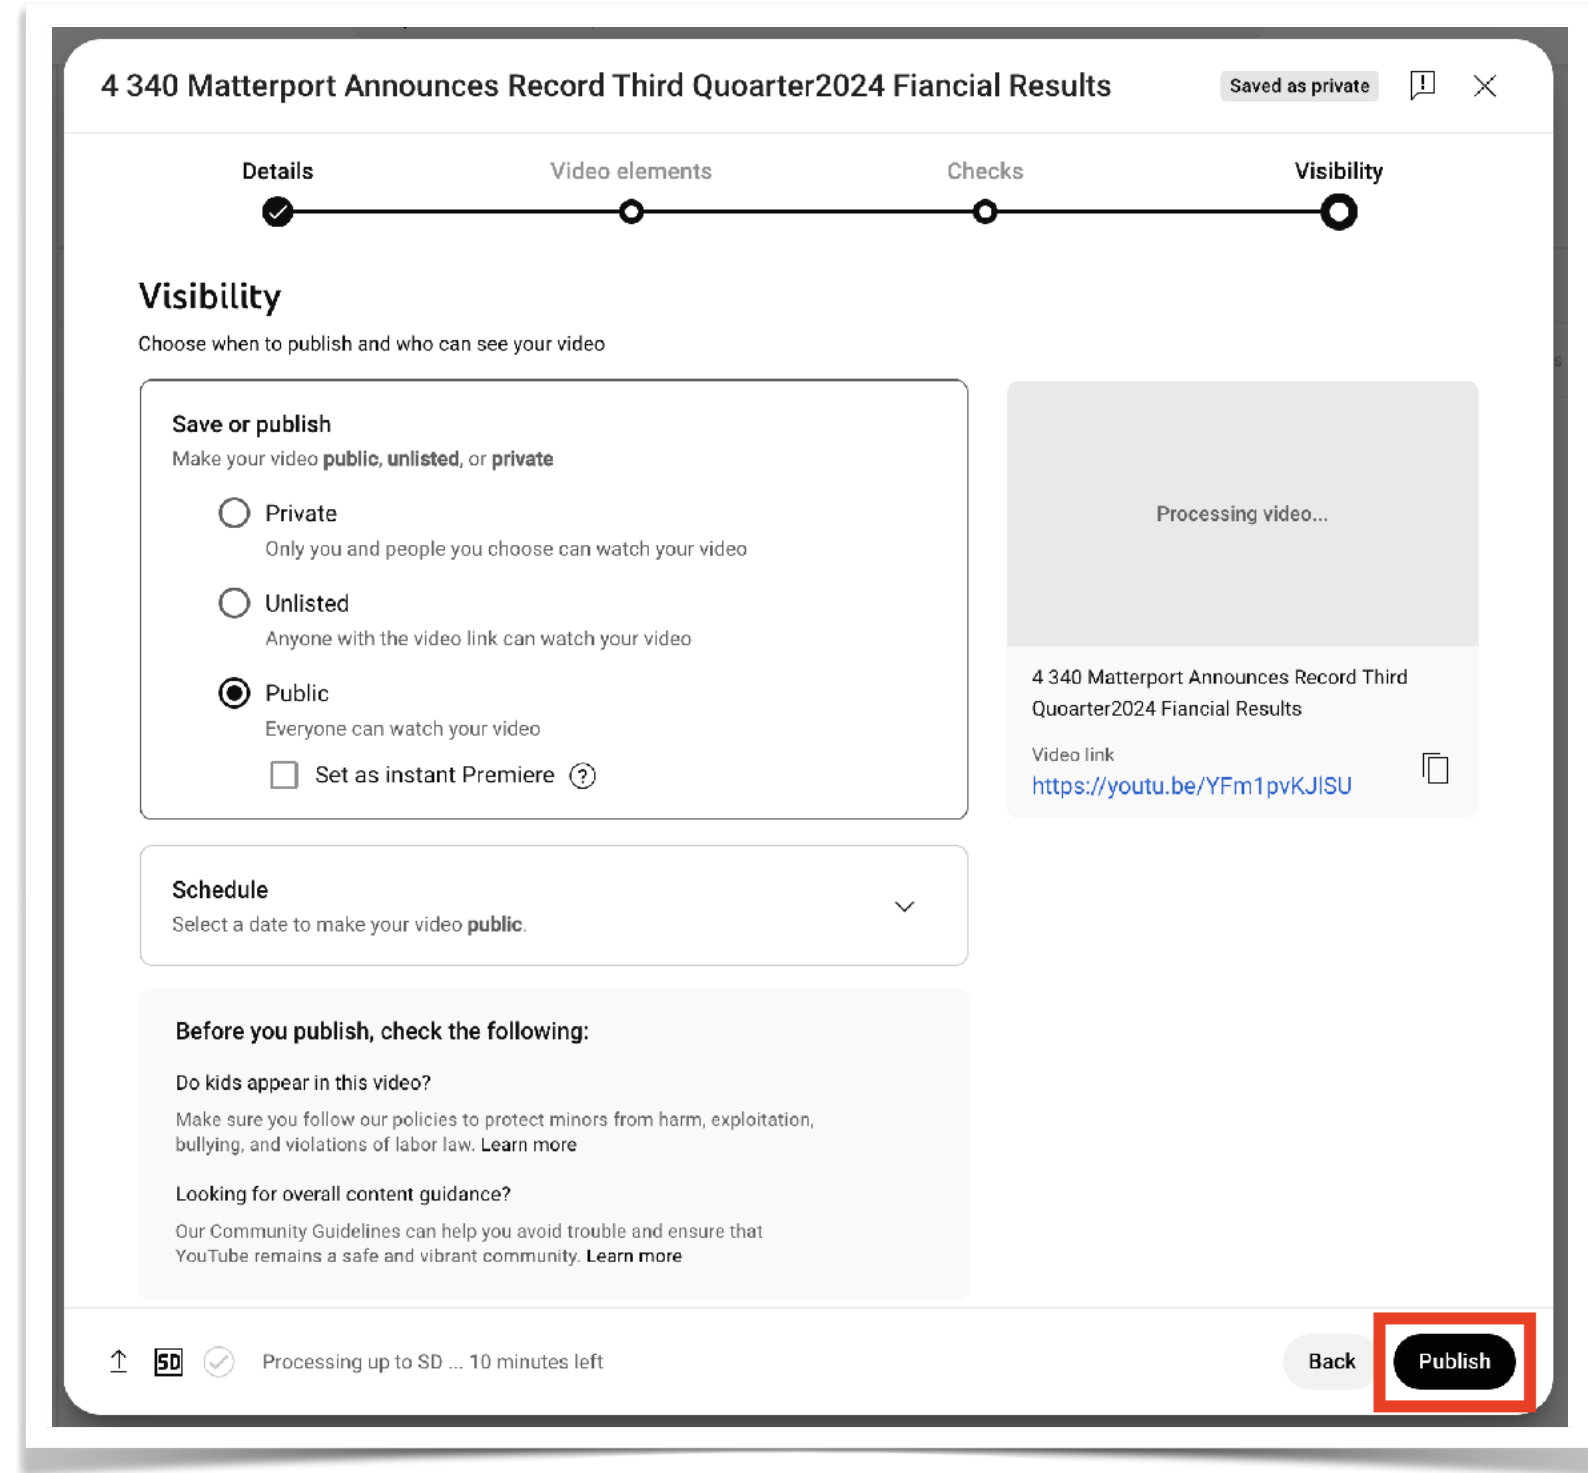 4 340 Matterport Announces Record Third Quoarter2024 Fiancial Results
Saved as private
Details
Video elements
Checks
Visibility
Visibility
Choose when to publish and who can see your video
Save or publish
Make your video public, unlisted, or private
Private
Only you and people you choose can watch your video
Unlisted
Anyone with the video link can watch your video
Public
Everyone can watch your video
Set as instant Premiere ?
Processing video...
4 340 Matterport Announces Record Third
Quoarter2024 Fiancial Results
Video link
https://youtu.be/YFm1pvKJlSU
Schedule
Select a date to make your video public.
Before you publish, check the following:
Do kids appear in this video?
Make sure you follow our policies to protect minors from harm, exploitation,
bullying, and violations of labor law. Learn more
Looking for overall content guidance?
Our Community Guidelines can help you avoid trouble and ensure that
YouTube remains a safe and vibrant community. Learn more
SD
Processing up to SD ... 10 minutes left
Back
Publish